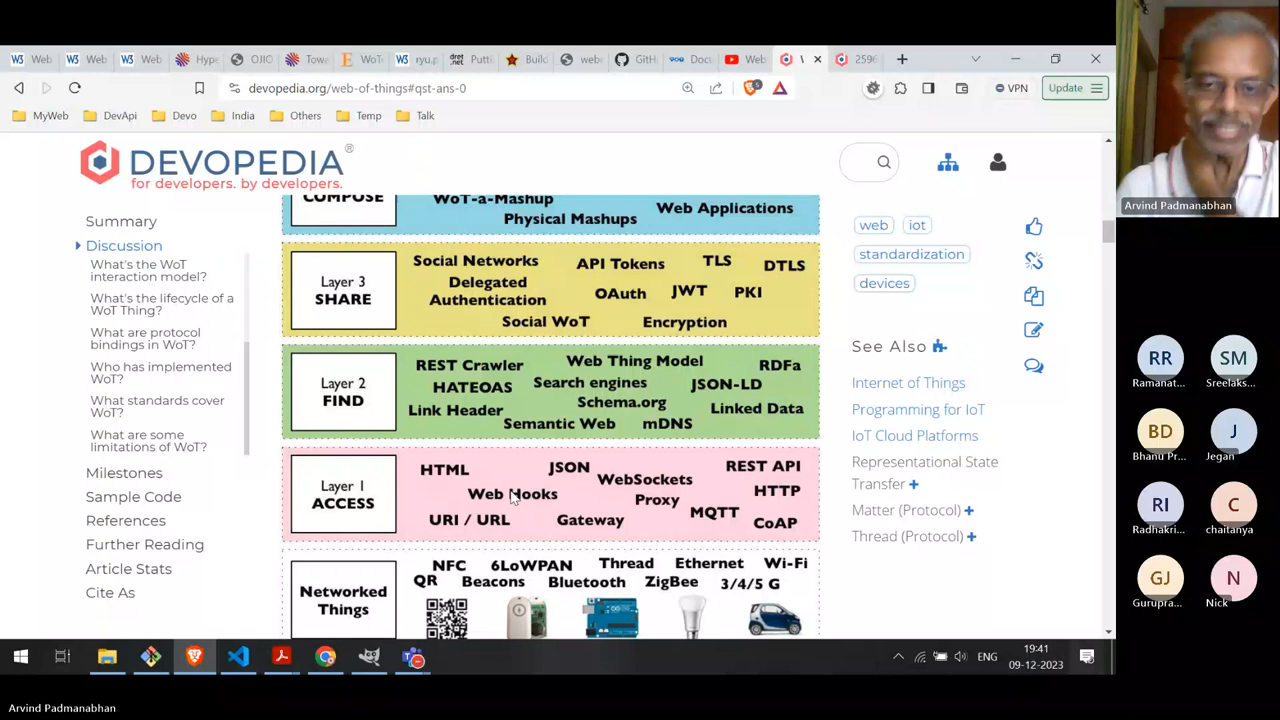 Web
Web
Web
Hype
OJIO
Towa
WoT
ryu.p
dret .net
Putti
Build
webo
GitH
Docu
Web
2596
devopedia.org/web-of-things#qst-ans-0
VPN
Update
MyWeb
DevApi
Devo
India
Others
Temp
Talk
DEVOPEDIA®
for developers. by developers.
Summary
Discussion
What's the WoT
interaction model?
What's the lifecycle of a
WoT Thing?
What are protocol
bindings in WoT?
Who has implemented
WoT?
What standards cover
WoT?
What are some
limitations of WoT?
Milestones
Sample Code
References
Further Reading
Article Stats
Cite As
COMPOSE
WoT-a-Mashup
Physical Mashups
Web Applications
Layer 3
SHARE
Social Networks
API Tokens
TLS
DTLS
Delegated
Authentication
OAuth
JWT
PKI
Social WoT
Encryption
Layer 2
FIND
REST Crawler
Web Thing Model
RDFa
HATEOAS
Search engines
JSON-LD
Link Header
Schema.org
Linked Data
Semantic Web
mDNS
Layer 1
ACCESS
HTML
JSON
WebSockets
REST API
Web Hooks
Proxy
HTTP
URI / URL
Gateway
MQTT
CoAP
Networked
Things
NFC
6LoWPAN
Thread
Ethernet
Wi-Fi
QR
Beacons
Bluetooth
ZigBee
3/4/5 G
web
iot
standardization
devices
See Also
Internet of Things
Programming for IoT
IoT Cloud Platforms
Representational State
Transfer
Matter (Protocol)
Thread (Protocol)
ENG
19:41
09-12-2023
Arvind Padmanabhan
RR
Ramanat...
SM
Sreelaks...
BD
Bhanu Pr...
J
Jegan
RI
Radhakri...
C
chaitanya
GJ
Gurupra...
N
Nick
Arvind Padmanabhan